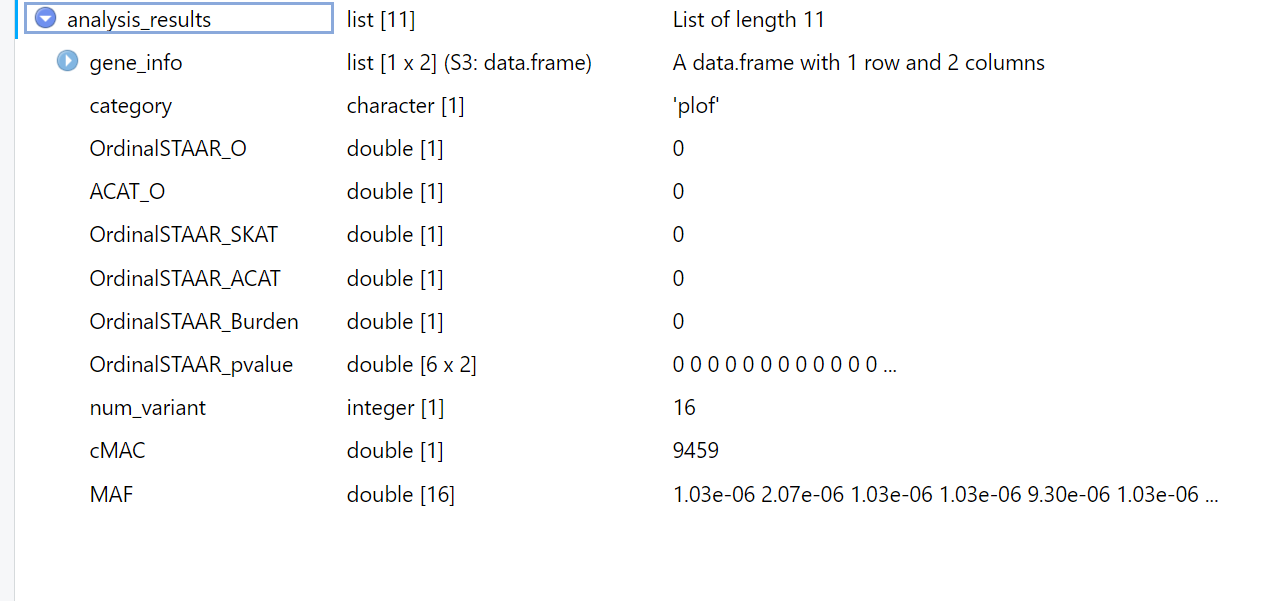 analysis_results list [11] List of length 11
gene_info list [1 x 2] (S3: data.frame) A data.frame with 1 row and 2 columns
category character [1] 'plof'
OrdinalSTAAR_O double [1] 0
ACAT_O double [1] 0
OrdinalSTAAR_SKAT double [1] 0
OrdinalSTAAR_ACAT double [1] 0
OrdinalSTAAR_Burden double [1] 0
OrdinalSTAAR_pvalue double [6 x 2] 0 0 0 0 0 0 0 0 0 0 0 0 ...
num_variant integer [1] 16
cMAC double [1] 9459
MAF double [16] 1.03e-06 2.07e-06 1.03e-06 1.03e-06 9.30e-06 1.03e-06 ...